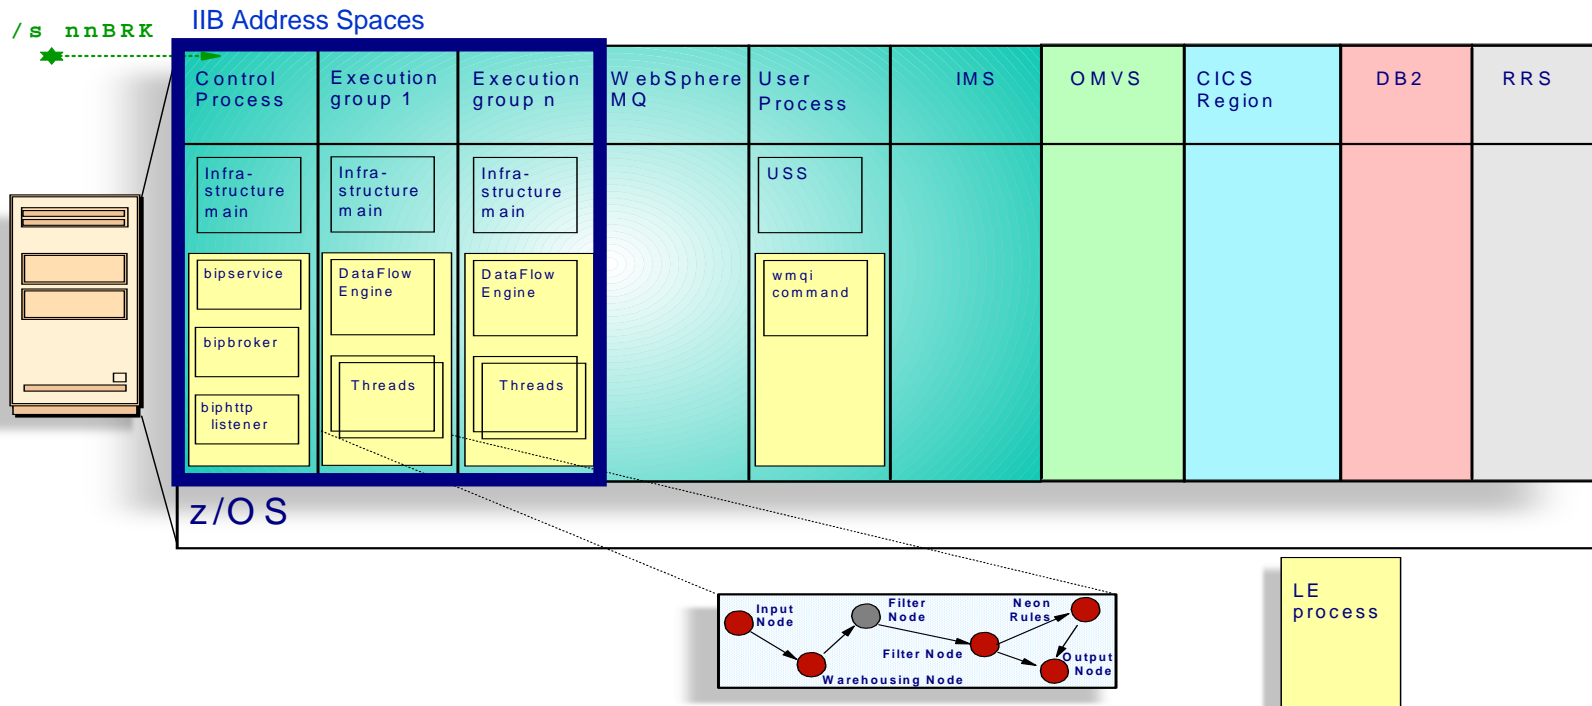 /s nnBRK
IIB Address Spaces
Control
Process
Execution
group 1
Execution
group n
WebSphere
MQ
User
Process
IMS
OMVS
CICS
Region
DB2
RRS
Infra-
structure
main
Infra-
structure
main
Infra-
structure
main
USS
bipservice
bipbroker
biphttp
listener
DataFlow
Engine
Threads
DataFlow
Engine
Threads
wmqi
command
z/OS
Input
Node
Filter
Node
Neon
Rules
Filter Node
Output
Node
Warehousing Node
LE
process